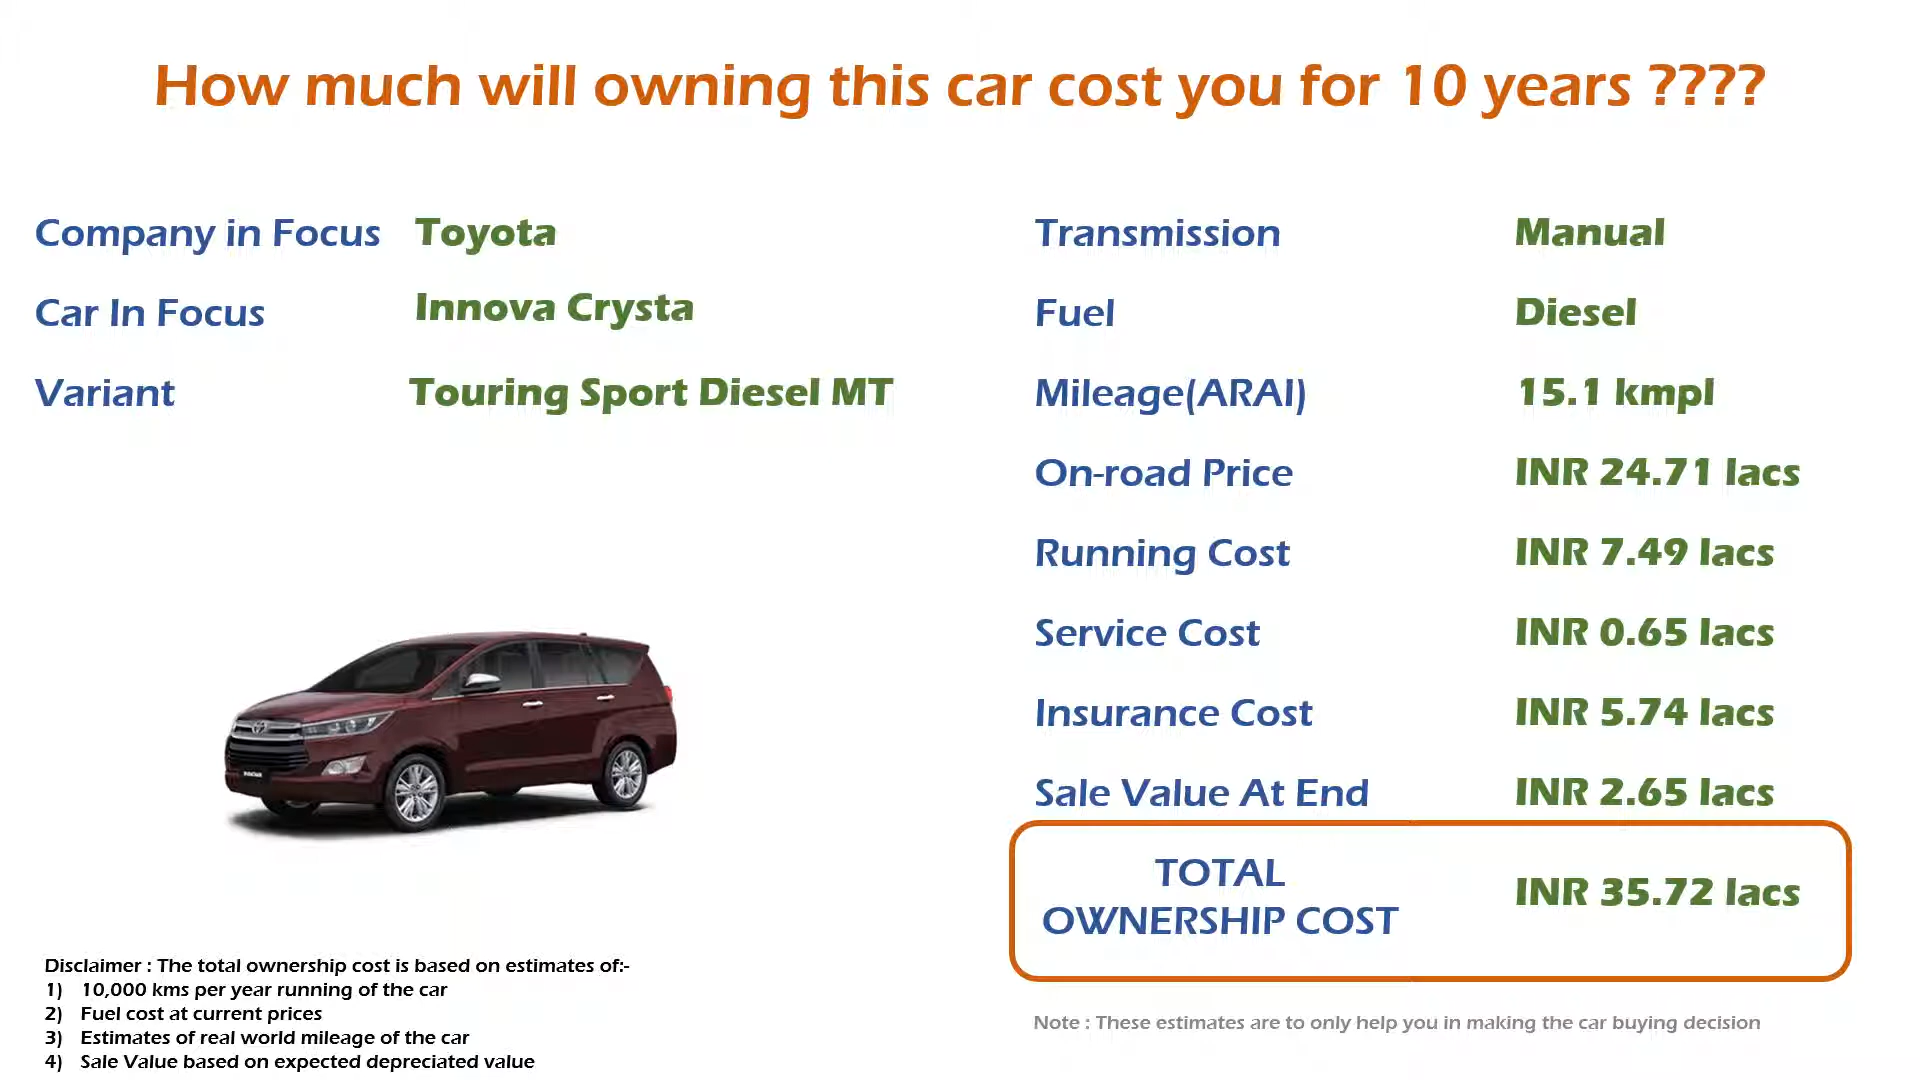 How much will owning this car cost you for 10 years ????
Company in Focus Toyota
Car In Focus Innova Crysta
Variant Touring Sport Diesel MT
Transmission Manual
Fuel Diesel
Mileage(ARAI) 15.1 kmpl
On-road Price INR 24.71 lacs
Running Cost INR 7.49 lacs
Service Cost INR 0.65 lacs
Insurance Cost INR 5.74 lacs
Sale Value At End INR 2.65 lacs
TOTAL
OWNERSHIP COST INR 35.72 lacs
Disclaimer : The total ownership cost is based on estimates of:-
1) 10,000 kms per year running of the car
2) Fuel cost at current prices
3) Estimates of real world mileage of the car
4) Sale Value based on expected depreciated value
Note : These estimates are to only help you in making the car buying decision